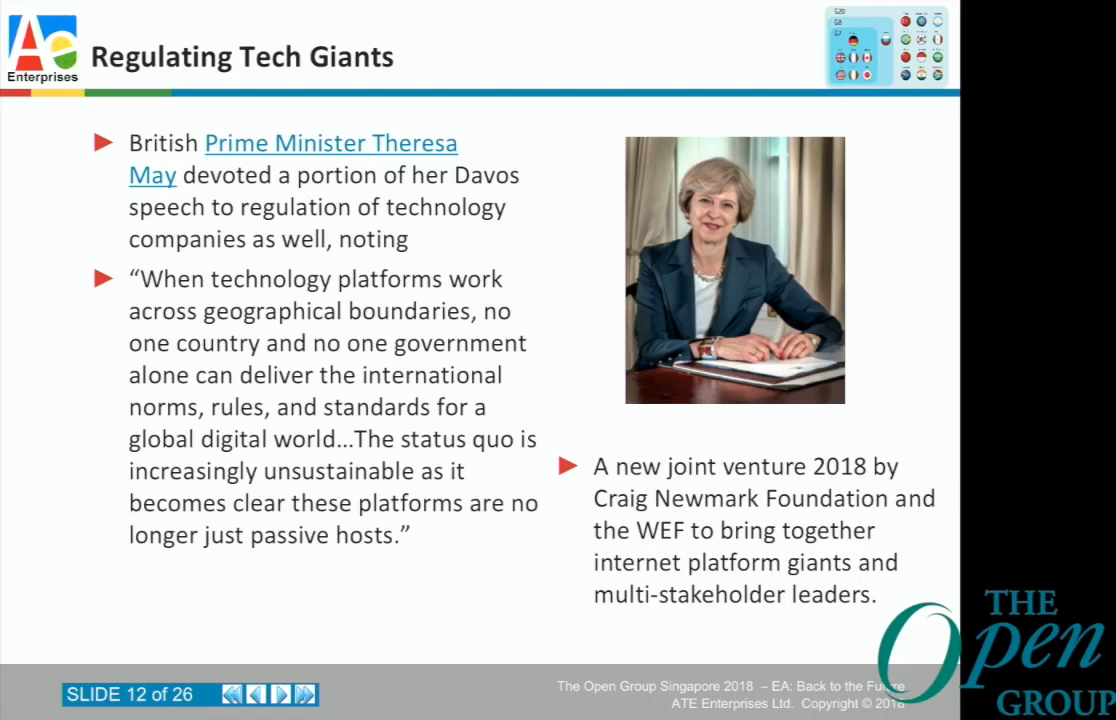 Ae
Enterprises
Regulating Tech Giants
G20
G8
G7
British Prime Minister Theresa
May devoted a portion of her Davos
speech to regulation of technology
companies as well, noting
“When technology platforms work
across geographical boundaries, no
one country and no one government
alone can deliver the international
norms, rules, and standards for a
global digital world...The status quo is
increasingly unsustainable as it
becomes clear these platforms are no
longer just passive hosts.”
A new joint venture 2018 by
Craig Newmark Foundation and
the WEF to bring together
internet platform giants and
multi-stakeholder leaders.
SLIDE 12 of 26
The Open Group Singapore 2018 – EA: Back to the Future
ATE Enterprises Ltd. Copyright © 2018
THE
Open
GROUP